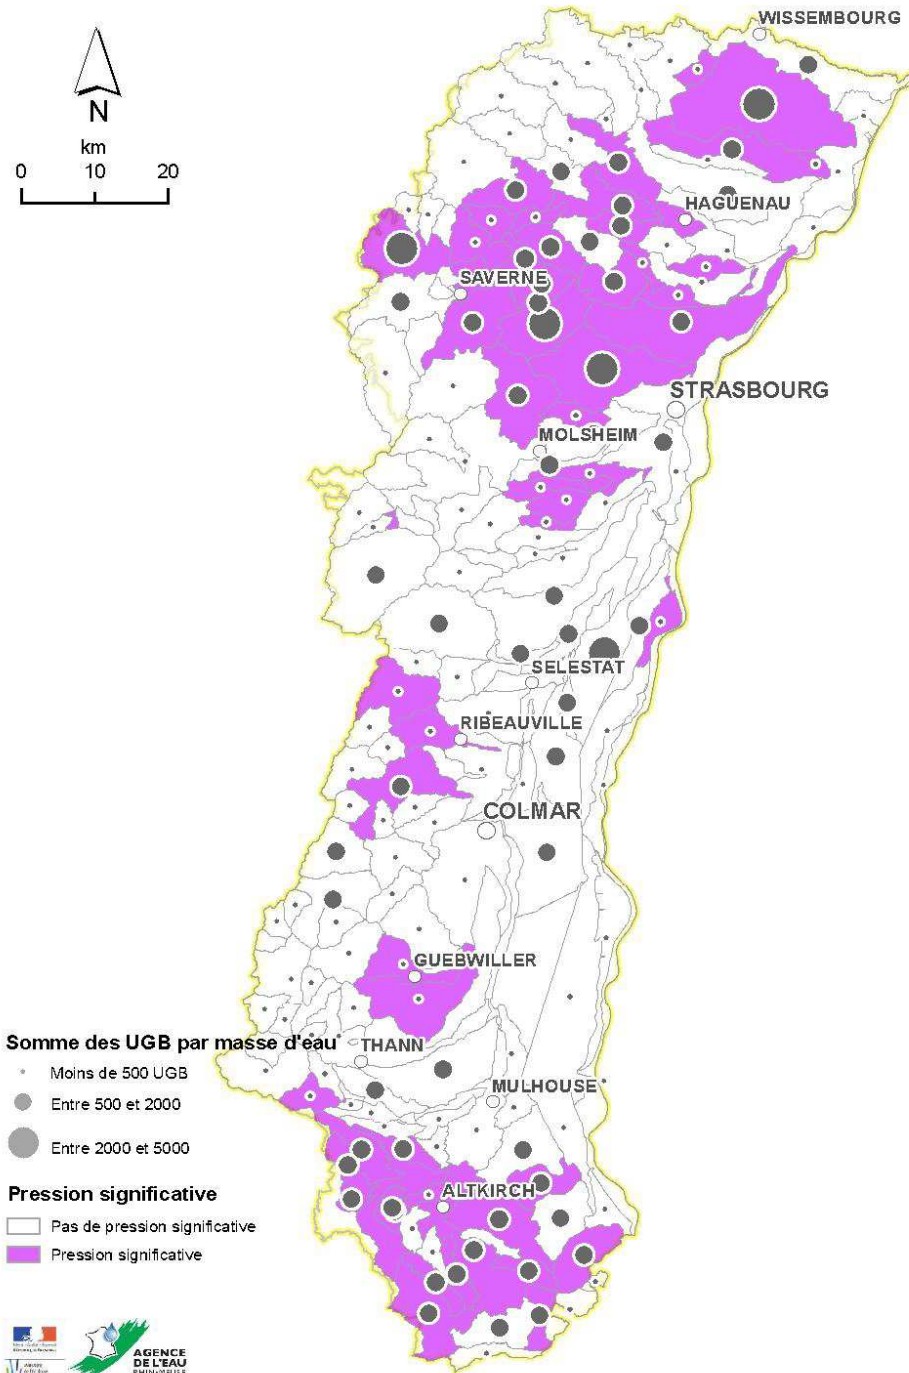 WISSEMBOURG
N
km
0 10 20
HAGUENAU
SAVERNE
STRASBOURG
MOLSHEIM
SELESTAT
RIBEAUVILLE
COLMAR
GUEBWILLER
THANN
MULHOUSE
ALTKIRCH
Somme des UGB par masse d'eau
Moins de 500 UGB
Entre 500 et 2000
Entre 2000 et 5000
Pression significative
Pas de pression significative
Pression significative
AGENCE
DE L'EAU
RHIN-MEUSE